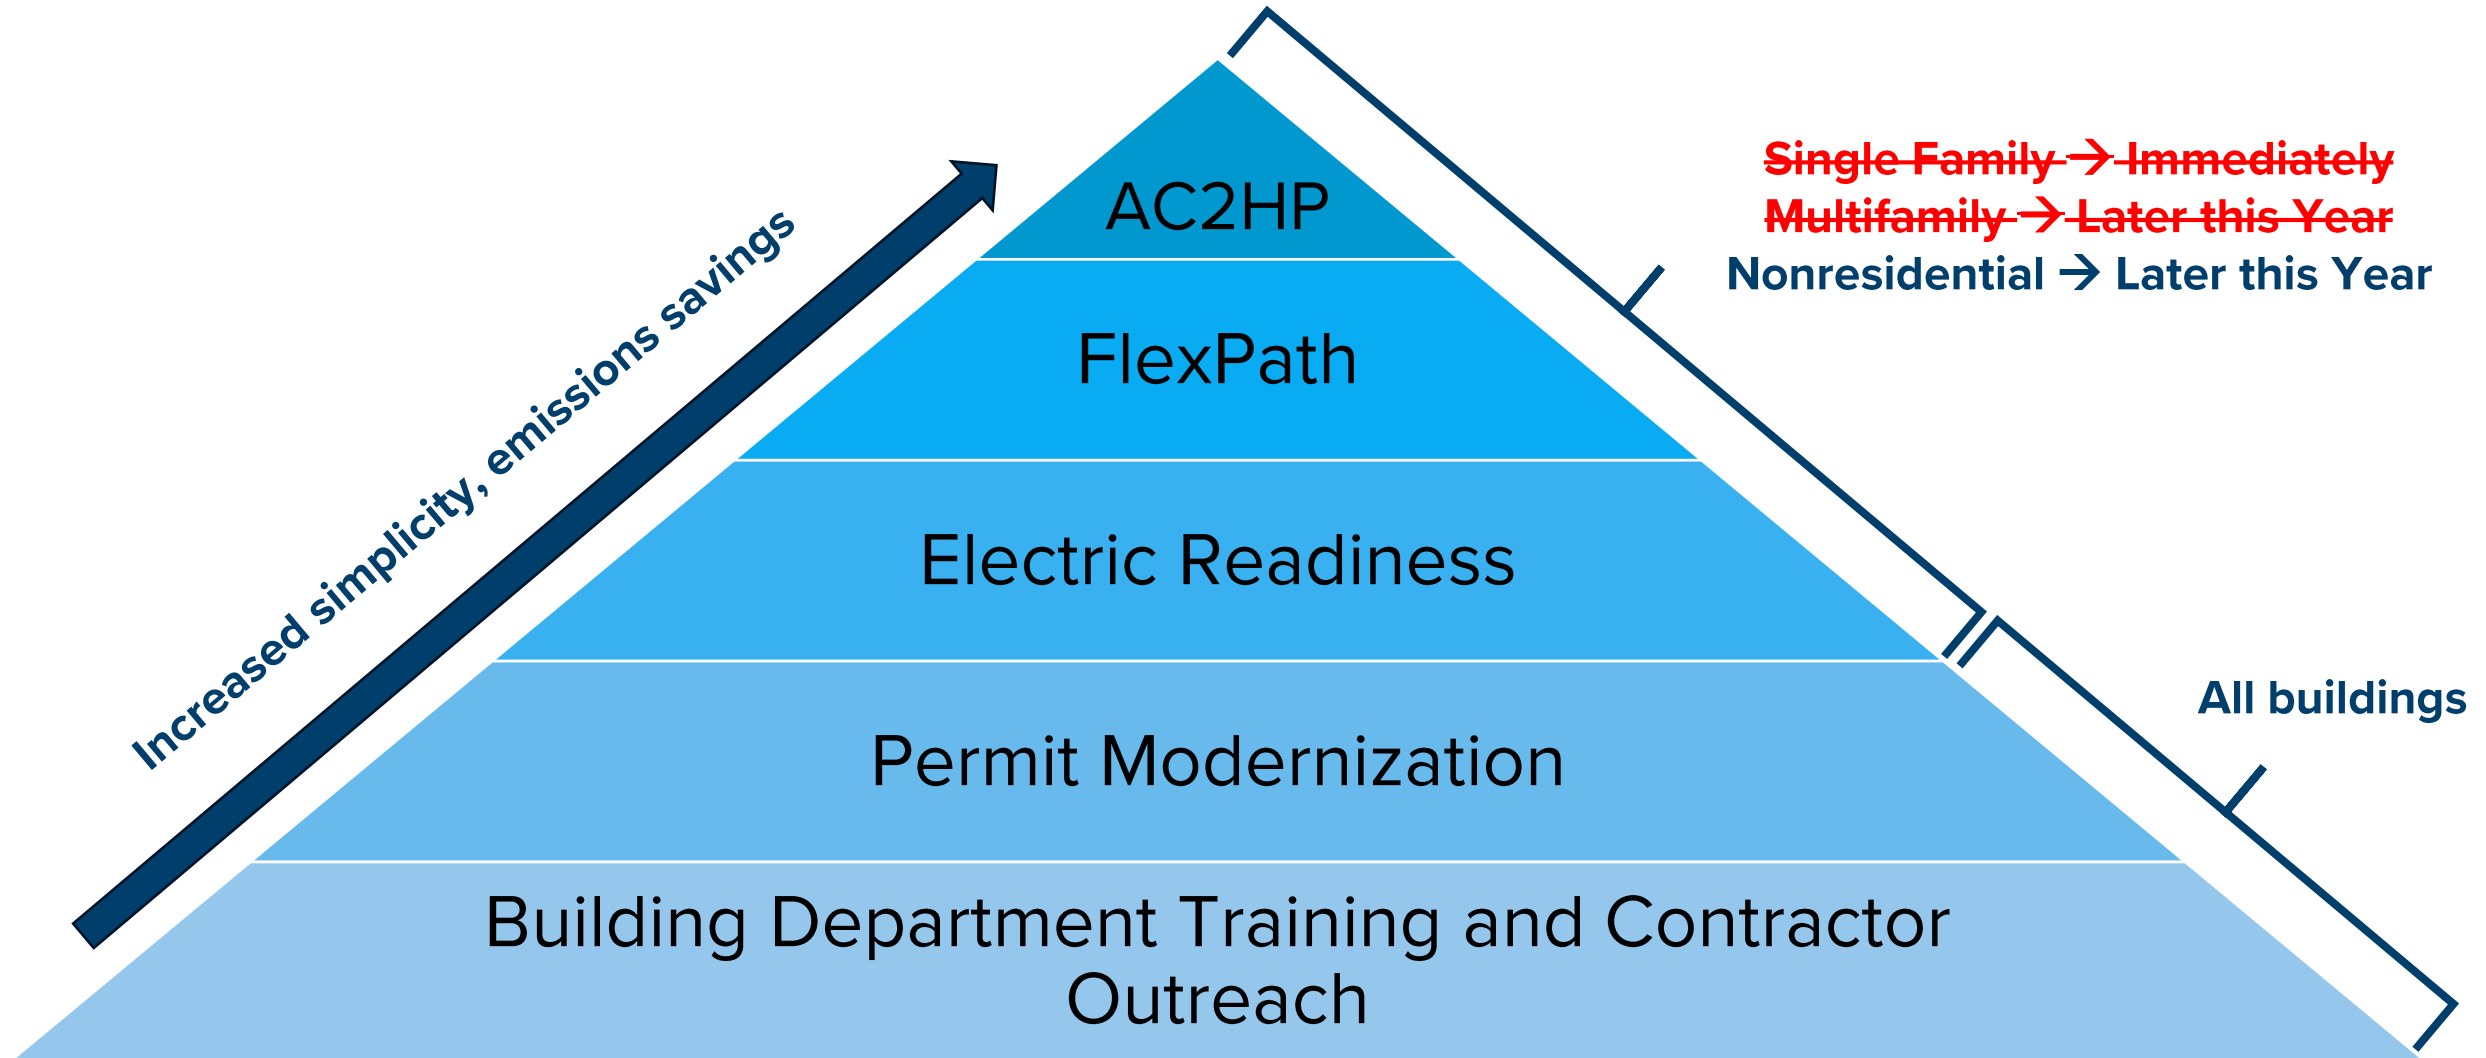 Single Family → Immediately
Multifamily → Later this Year
Nonresidential → Later this Year
AC2HP
FlexPath
Increased simplicity, emissions savings
Electric Readiness
All buildings
Permit Modernization
Building Department Training and Contractor
Outreach